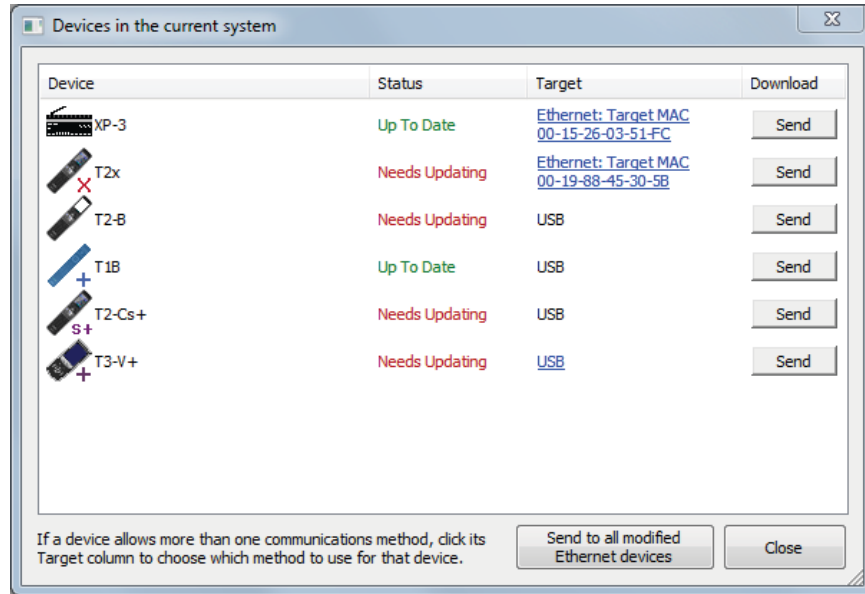 Devices in the current system
Device Status Target Download
XP-3 Up To Date Ethernet: Target MAC 00-15-26-03-51-FC Send
T2x Needs Updating Ethernet: Target MAC 00-19-88-45-30-5B Send
T2-B Needs Updating USB Send
T1B Up To Date USB Send
T2-Cs+ Needs Updating USB Send
T3-V+ Needs Updating USB Send
If a device allows more than one communications method, click its
Target column to choose which method to use for that device.
Send to all modified
Ethernet devices
Close